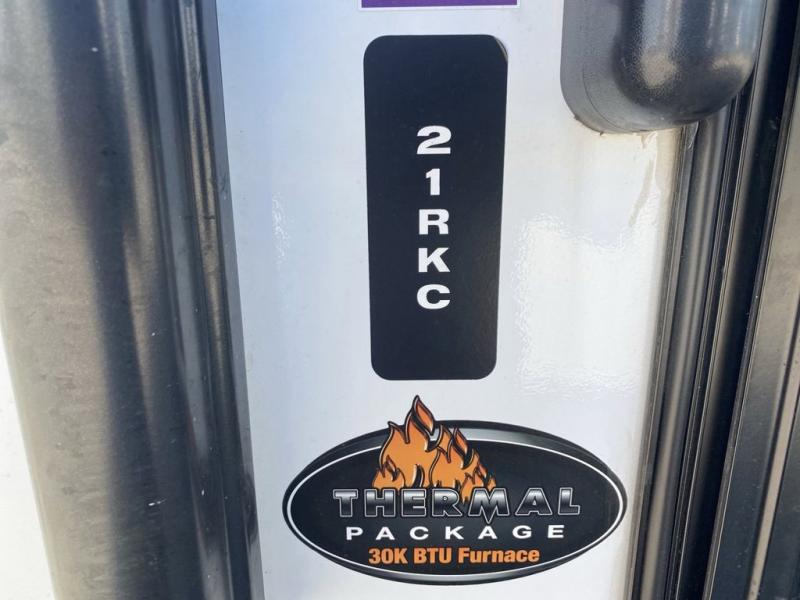 21RKC
THERMAL
PACKAGE
30K BTU Furnace